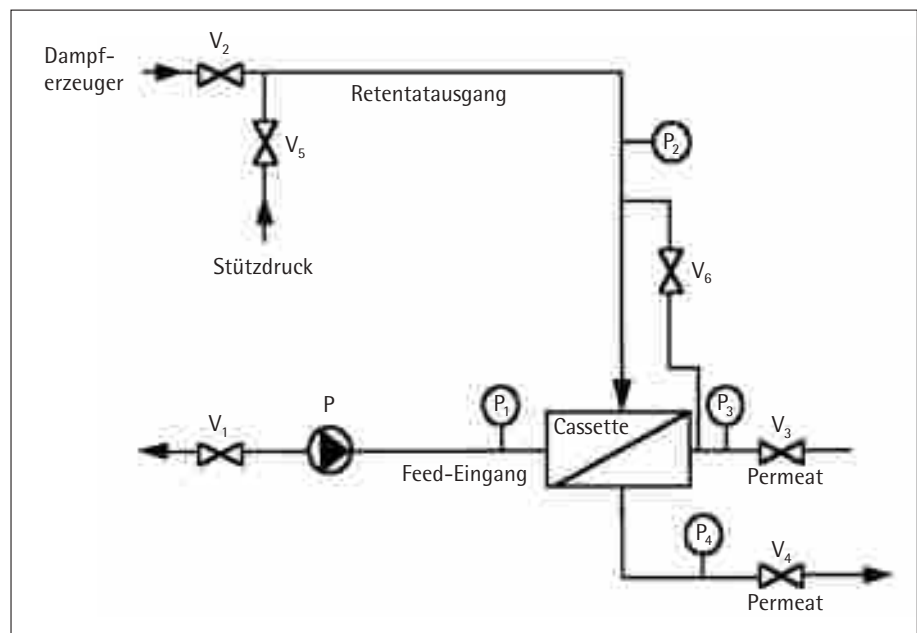 V2
Dampf-
erzeuger
Retentatausgang
V5
P2
Stützdruck
V6
V1
P
P1
Cassette
P3
V3
Feed-Eingang
Permeat
P4
V4
Permeat